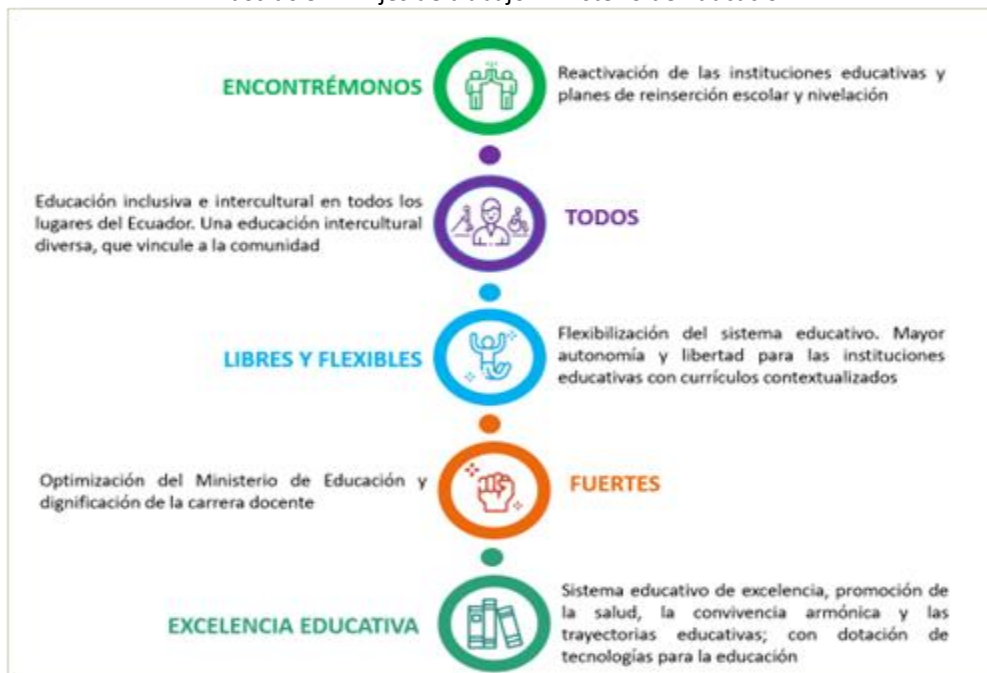 ENCONTRÉMONOS
Reactivación de las instituciones educativas y
planes de reinserción escolar y nivelación
Educación inclusiva e intercultural en todos los
lugares del Ecuador. Una educación intercultural
diversa, que vincule a la comunidad
TODOS
LIBRES Y FLEXIBLES
Flexibilización del sistema educativo. Mayor
autonomía y libertad para las instituciones
educativas con currículos contextualizados
Optimización del Ministerio de Educación y
dignificación de la carrera docente
FUERTES
EXCELENCIA EDUCATIVA
Sistema educativo de excelencia, promoción de
la salud, la convivencia armónica y las
trayectorias educativas; con dotación de
tecnologías para la educación